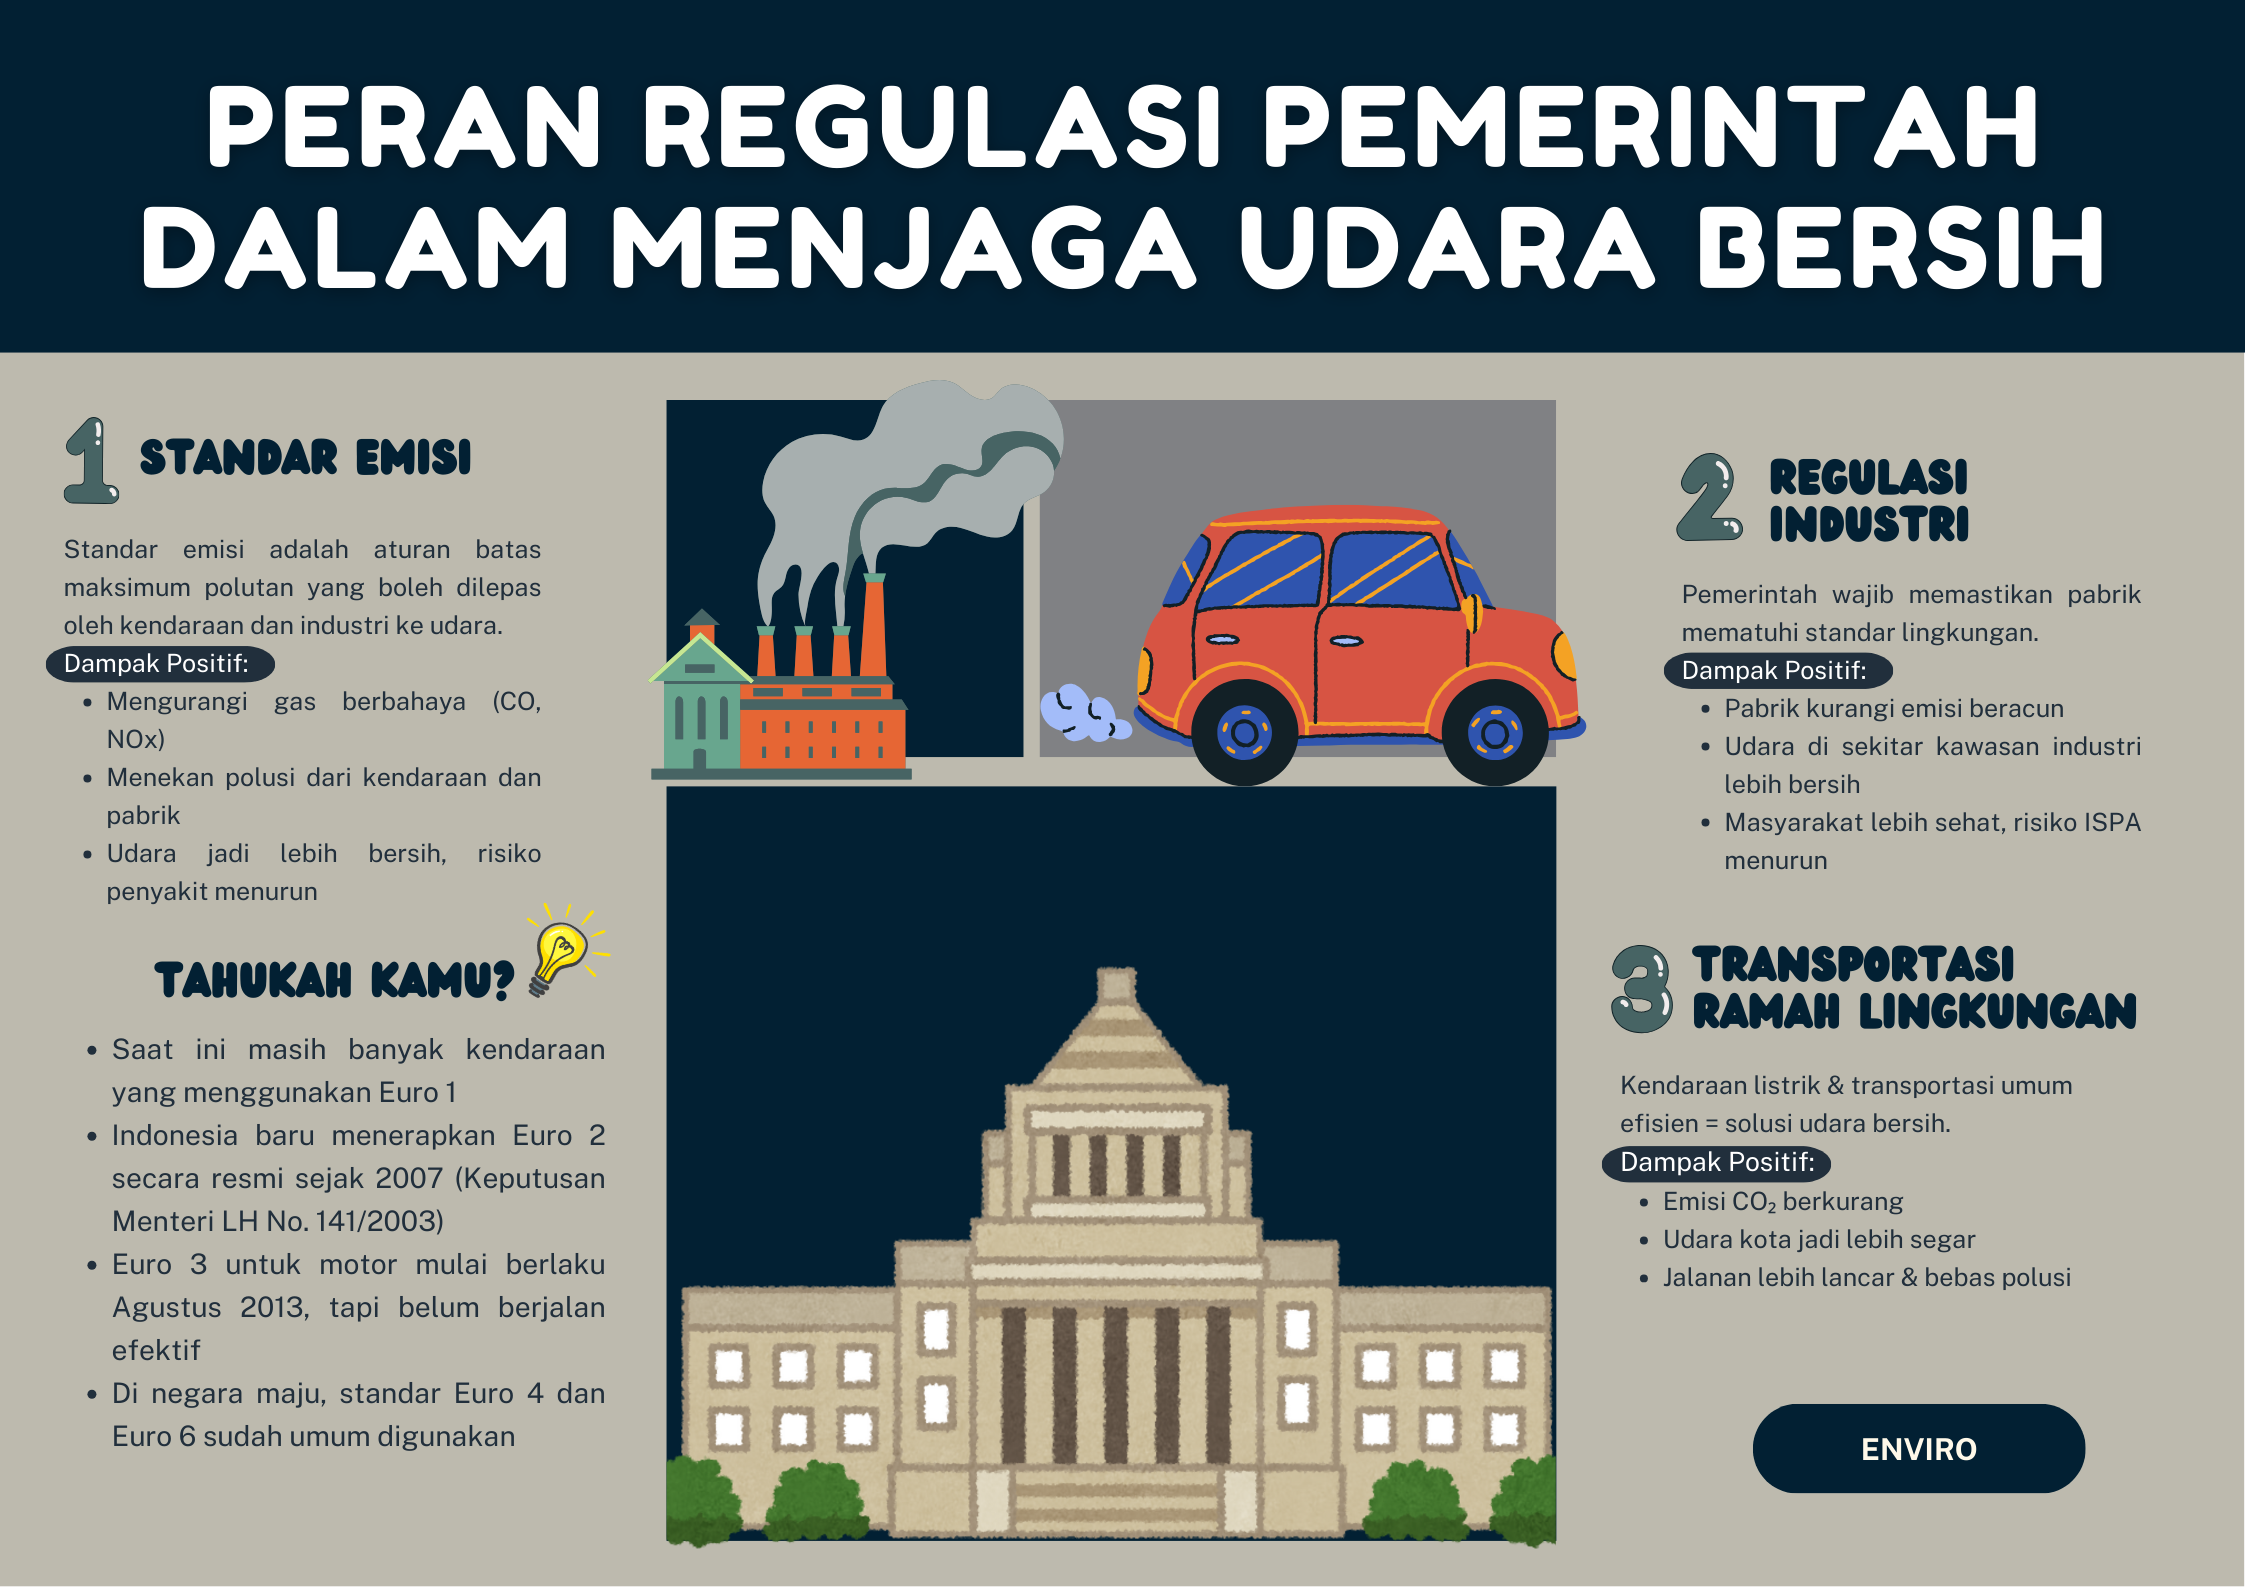 PERAN REGULASI PEMERINTAH
DALAM MENJAGA UDARA BERSIH
1 STANDAR EMISI
Standar emisi adalah aturan batas
maksimum polutan yang boleh dilepas
oleh kendaraan dan industri ke udara.
Dampak Positif:
• Mengurangi gas berbahaya (CO,
NOx)
• Menekan polusi dari kendaraan dan
pabrik
• Udara jadi lebih bersih, risiko
penyakit menurun
TAHUKAH KAMU?
• Saat ini masih banyak kendaraan
yang menggunakan Euro 1
• Indonesia baru menerapkan Euro 2
secara resmi sejak 2007 (Keputusan
Menteri LH No. 141/2003)
• Euro 3 untuk motor mulai berlaku
Agustus 2013, tapi belum berjalan
efektif
• Di negara maju, standar Euro 4 dan
Euro 6 sudah umum digunakan
2 REGULASI
INDUSTRI
Pemerintah wajib memastikan pabrik
mematuhi standar lingkungan.
Dampak Positif:
• Pabrik kurangi emisi beracun
• Udara di sekitar kawasan industri
lebih bersih
• Masyarakat lebih sehat, risiko ISPA
menurun
3 TRANSPORTASI
RAMAH LINGKUNGAN
Kendaraan listrik & transportasi umum
efisien = solusi udara bersih.
Dampak Positif:
• Emisi CO₂ berkurang
• Udara kota jadi lebih segar
• Jalanan lebih lancar & bebas polusi
ENVIRO